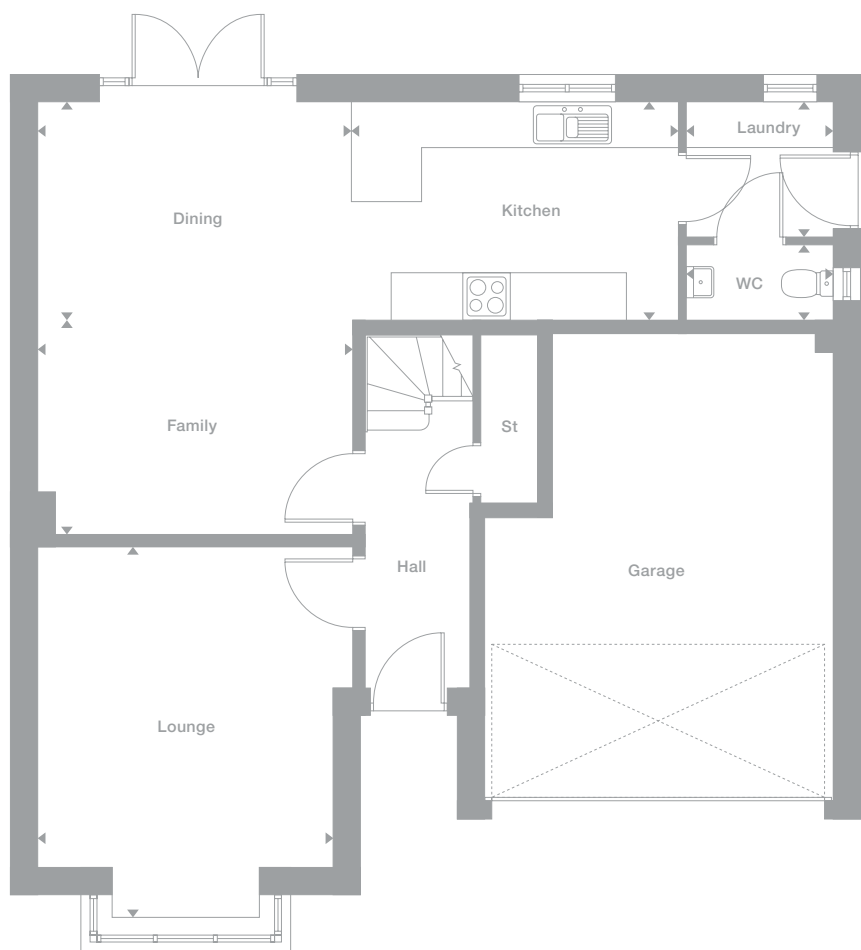 Laundry
Dining
Kitchen
WC
Family
St
Hall
Garage
Lounge